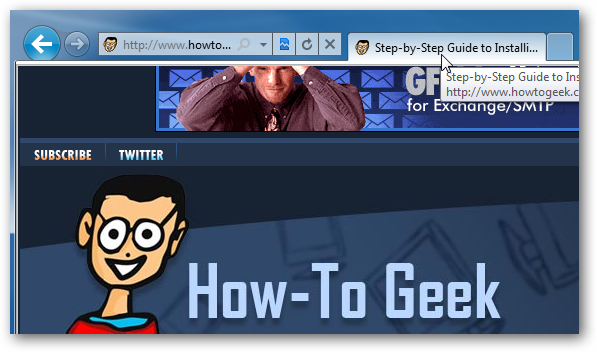 http://www.howto...
Step-by-Step Guide to Installi...
Step-by-Step Guide to Ins
http://www.howtogeek.c
GF
for Exchange/SMTP
SUBSCRIBE
TWITTER
How-To Geek